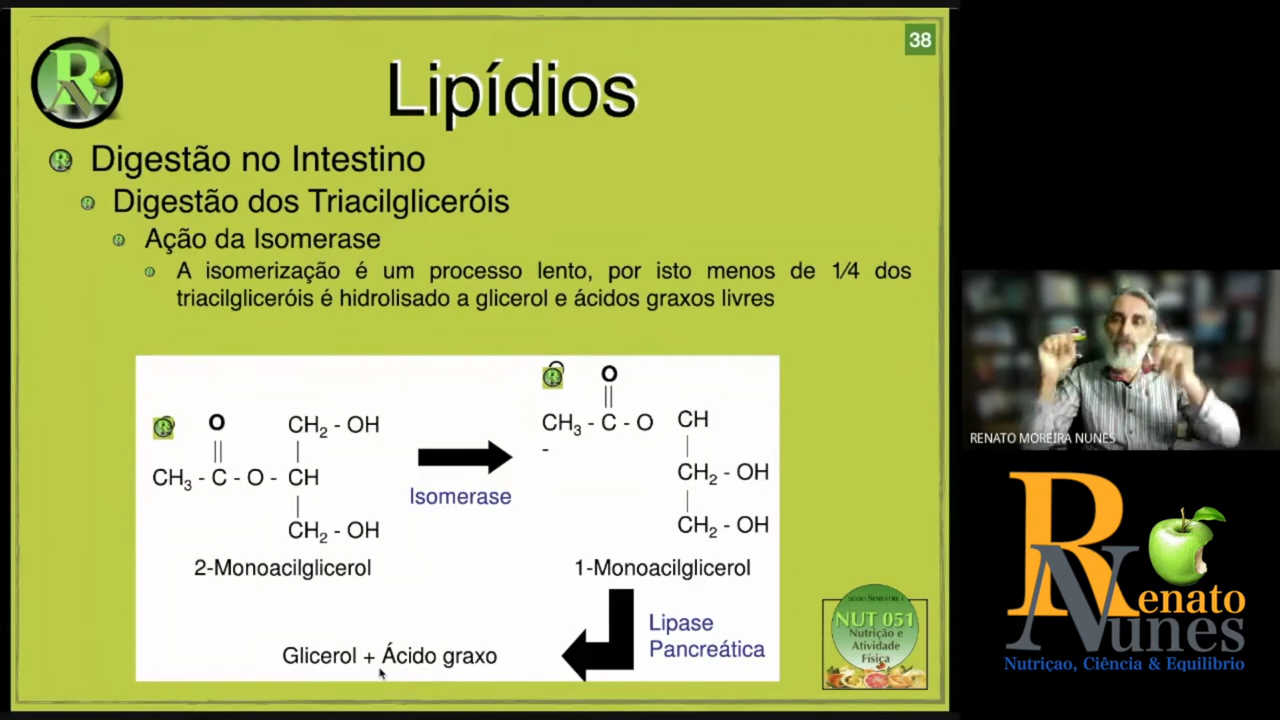 38
Lipídios
Digestão no Intestino
Digestão dos Triacilgliceróis
Ação da Isomerase
A isomerização é um processo lento, por isto menos de 1/4 dos
triacilgliceróis é hidrolisado a glicerol e ácidos graxos livres
O
||
CH3 - C - O - CH
CH2 - OH
|
|
CH2 - OH
2-Monoacilglicerol
Isomerase
O
||
CH3 - C - O
-
CH
|
CH2 - OH
|
CH2 - OH
1-Monoacilglicerol
Lipase
Pancreática
Glicerol + Ácido graxo
NUT 051
Nutrição e
Atividade
Física
RENATO MOREIRA NUNES
Renato
Nunes
Nutriçao, Ciência & Equilibrio